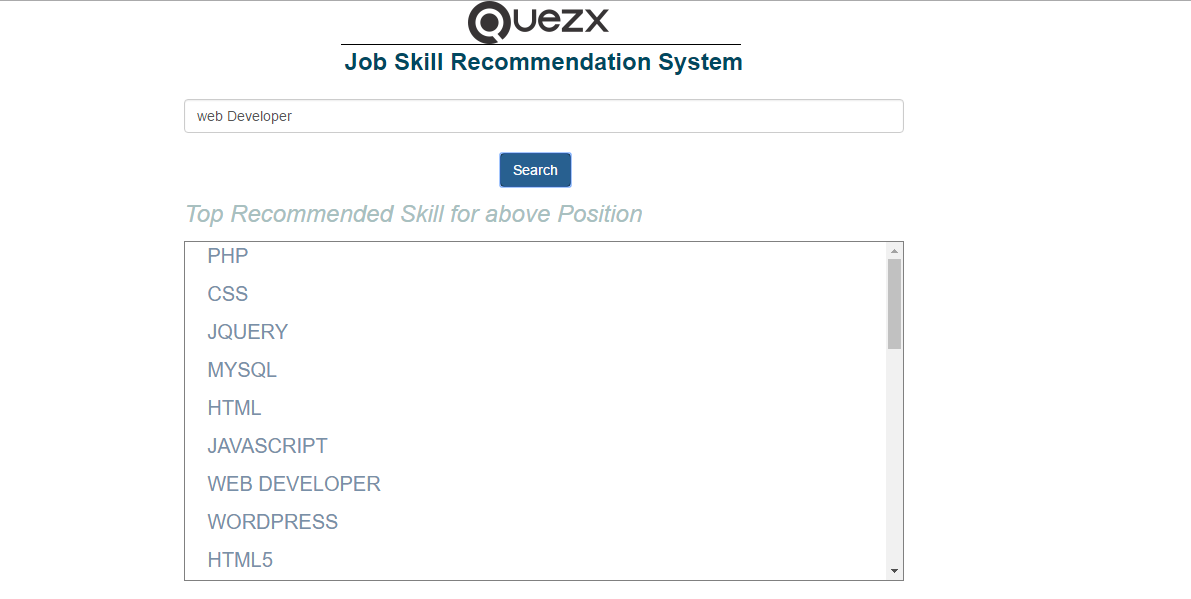 QUEZX
Job Skill Recommendation System
web Developer
Search
Top Recommended Skill for above Position
PHP
CSS
JQUERY
MYSQL
HTML
JAVASCRIPT
WEB DEVELOPER
WORDPRESS
HTML5